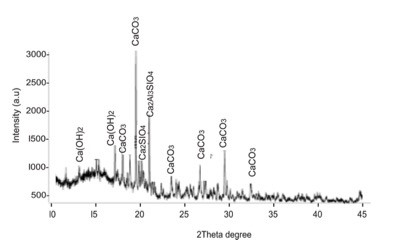 CaCO3
Ca2Al3SIO4
Ca(OH)2
Ca(OH)2
CaCO3
Ca2SIO4
CaCO3
CaCO3
CaCO3
CaCO3
Intensity (a.u)
3000
2500
2000
1500
1000
500
10 15 20 25 30 35 40 45
2Theta degree